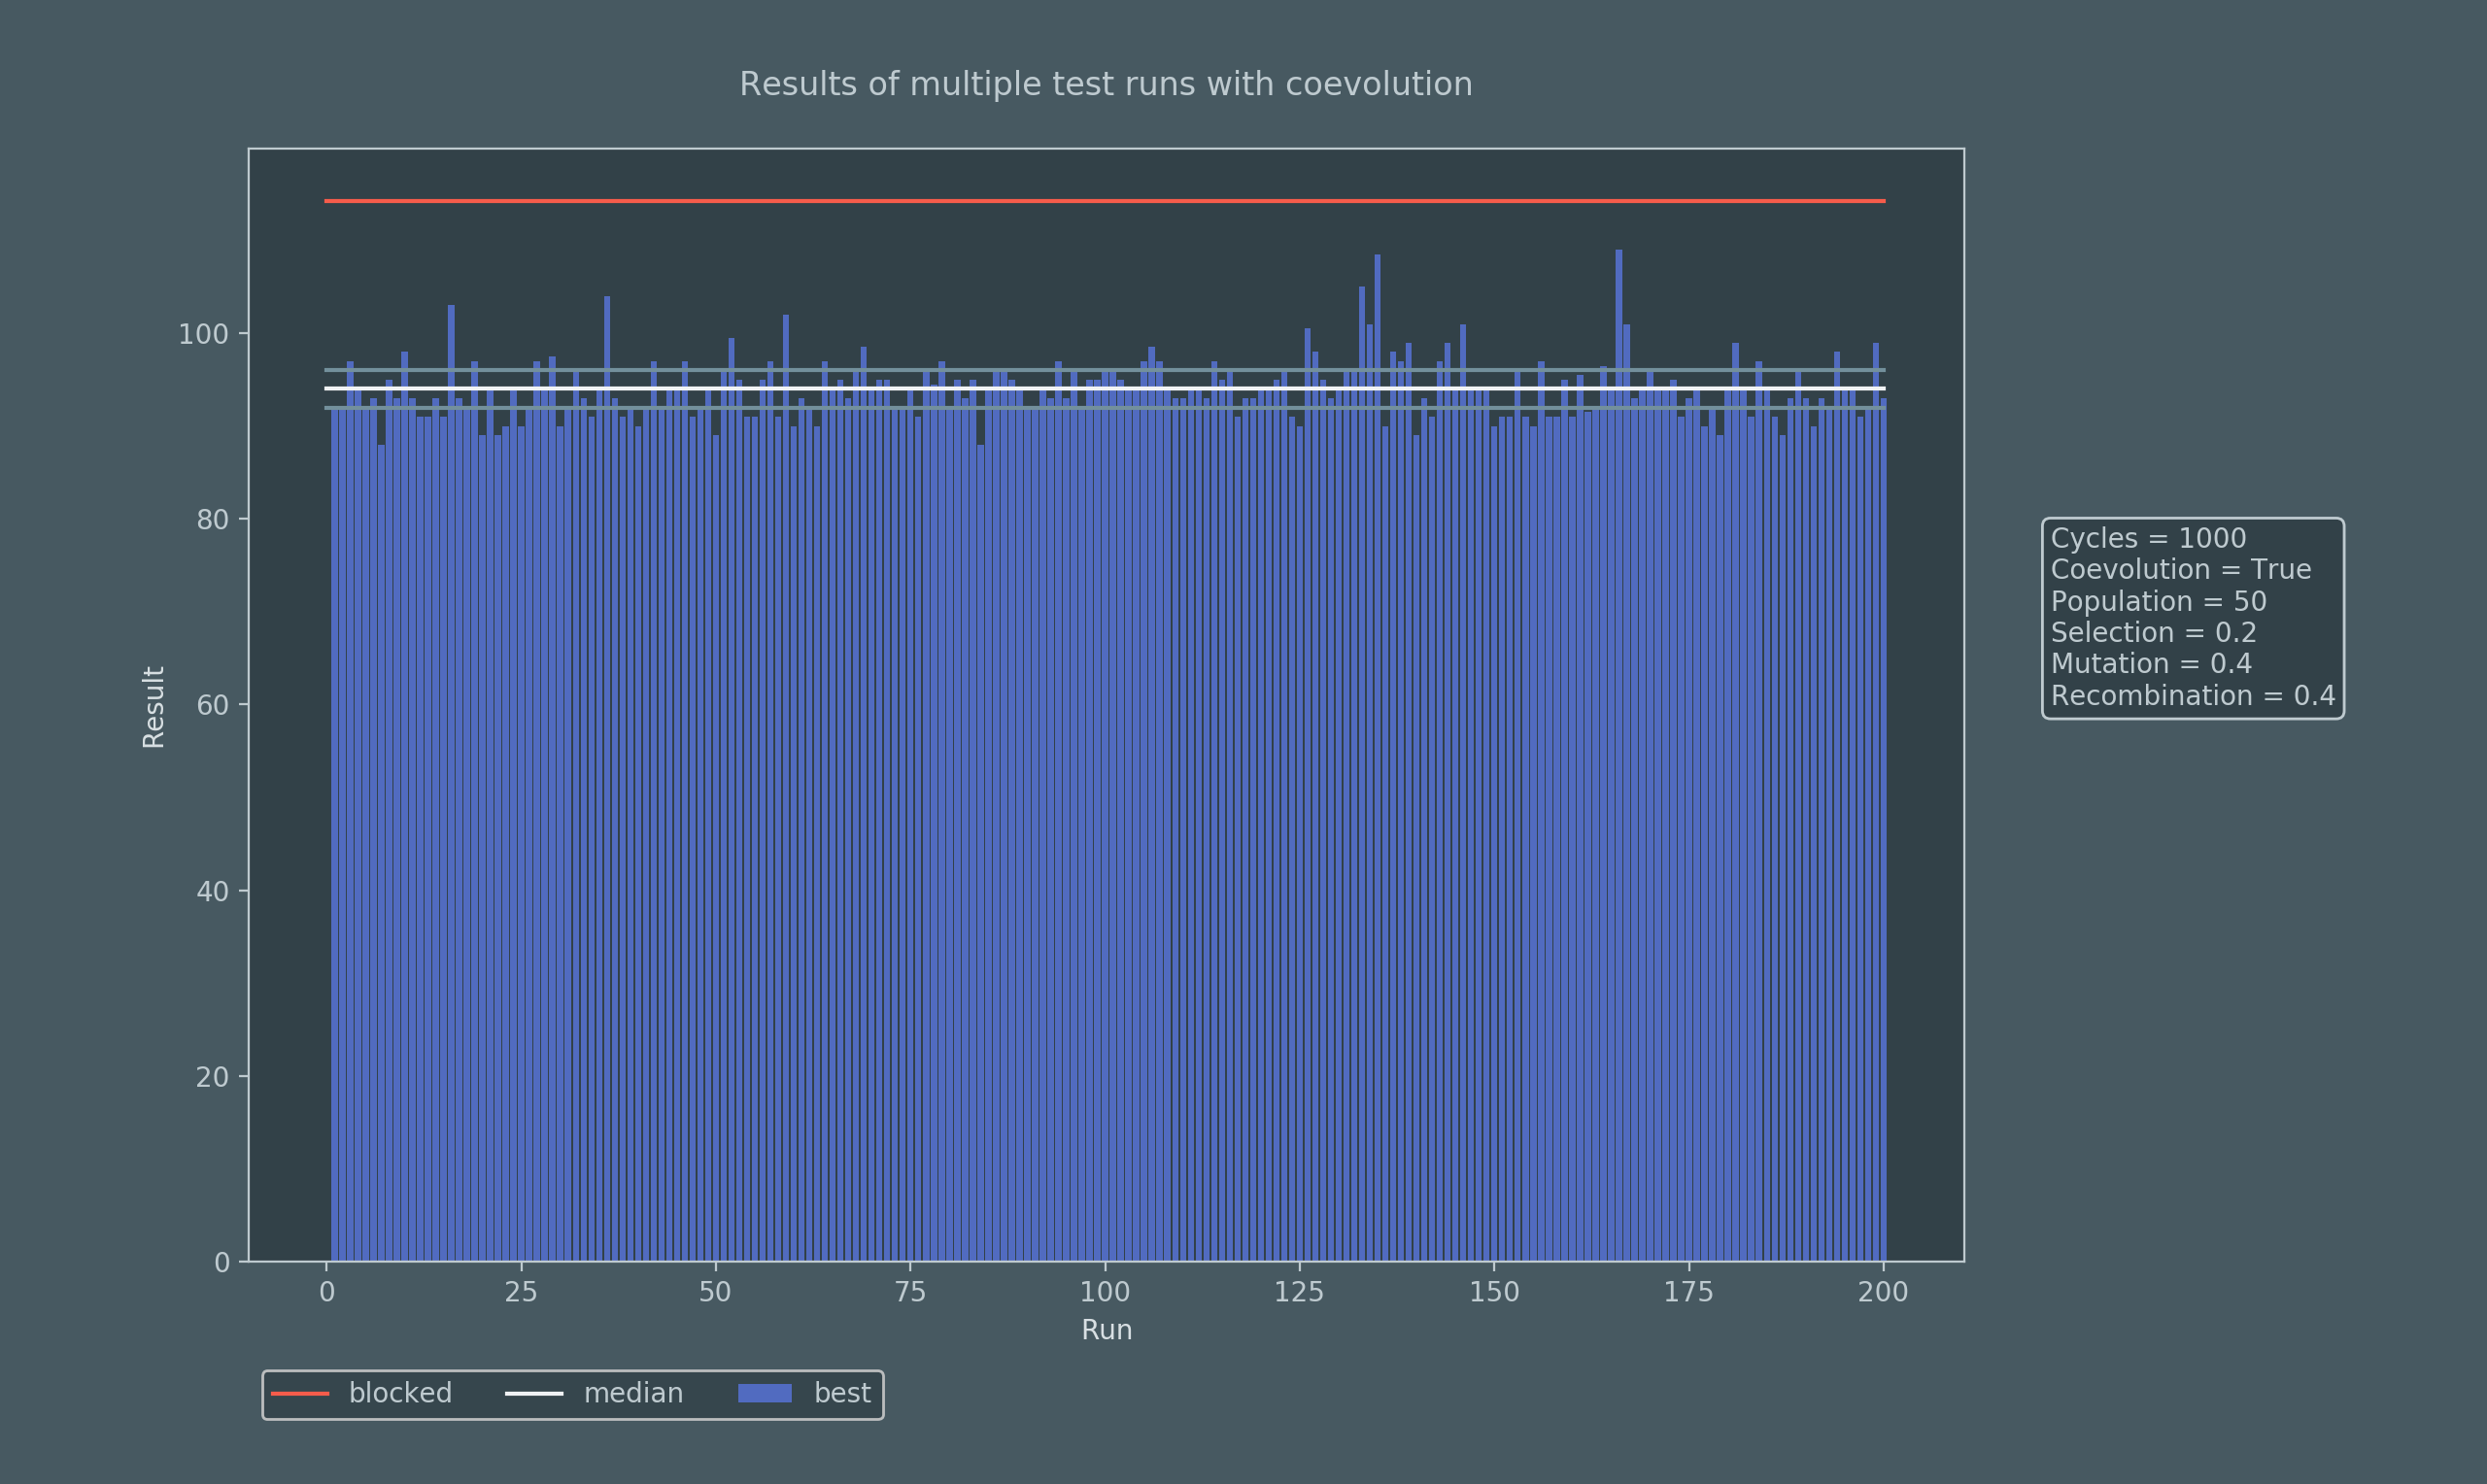 Results of multiple test runs with coevolution
100
80
60
40
20
0
Result
0 25 50 75 100 125 150 175 200
Run
Cycles = 1000
Coevolution = True
Population = 50
Selection = 0.2
Mutation = 0.4
Recombination = 0.4
blocked median best